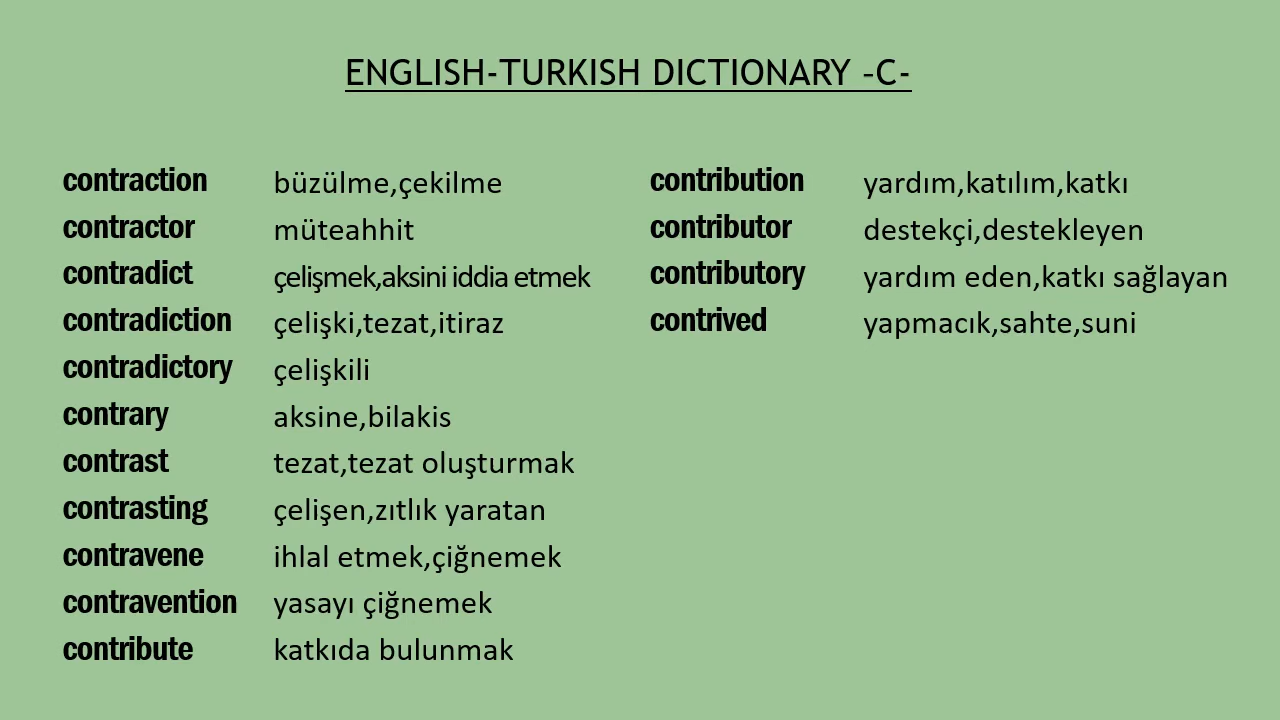 ENGLISH-TURKISH DICTIONARY –C-
contraction büzülme,çekilme
contractor müteahhit
contradict çelişmek,aksini iddia etmek
contradiction çelişki,tezat,itiraz
contradictory çelişkili
contrary aksine,bilakis
contrast tezat,tezat oluşturmak
contrasting çelişen,zıtlık yaratan
contravene ihlal etmek,çiğnemek
contravention yasayı çiğnemek
contribute katkıda bulunmak
contribution yardım,katılım,katkı
contributor destekçi,destekleyen
contributory yardım eden,katkı sağlayan
contrived yapmacık,sahte,suni